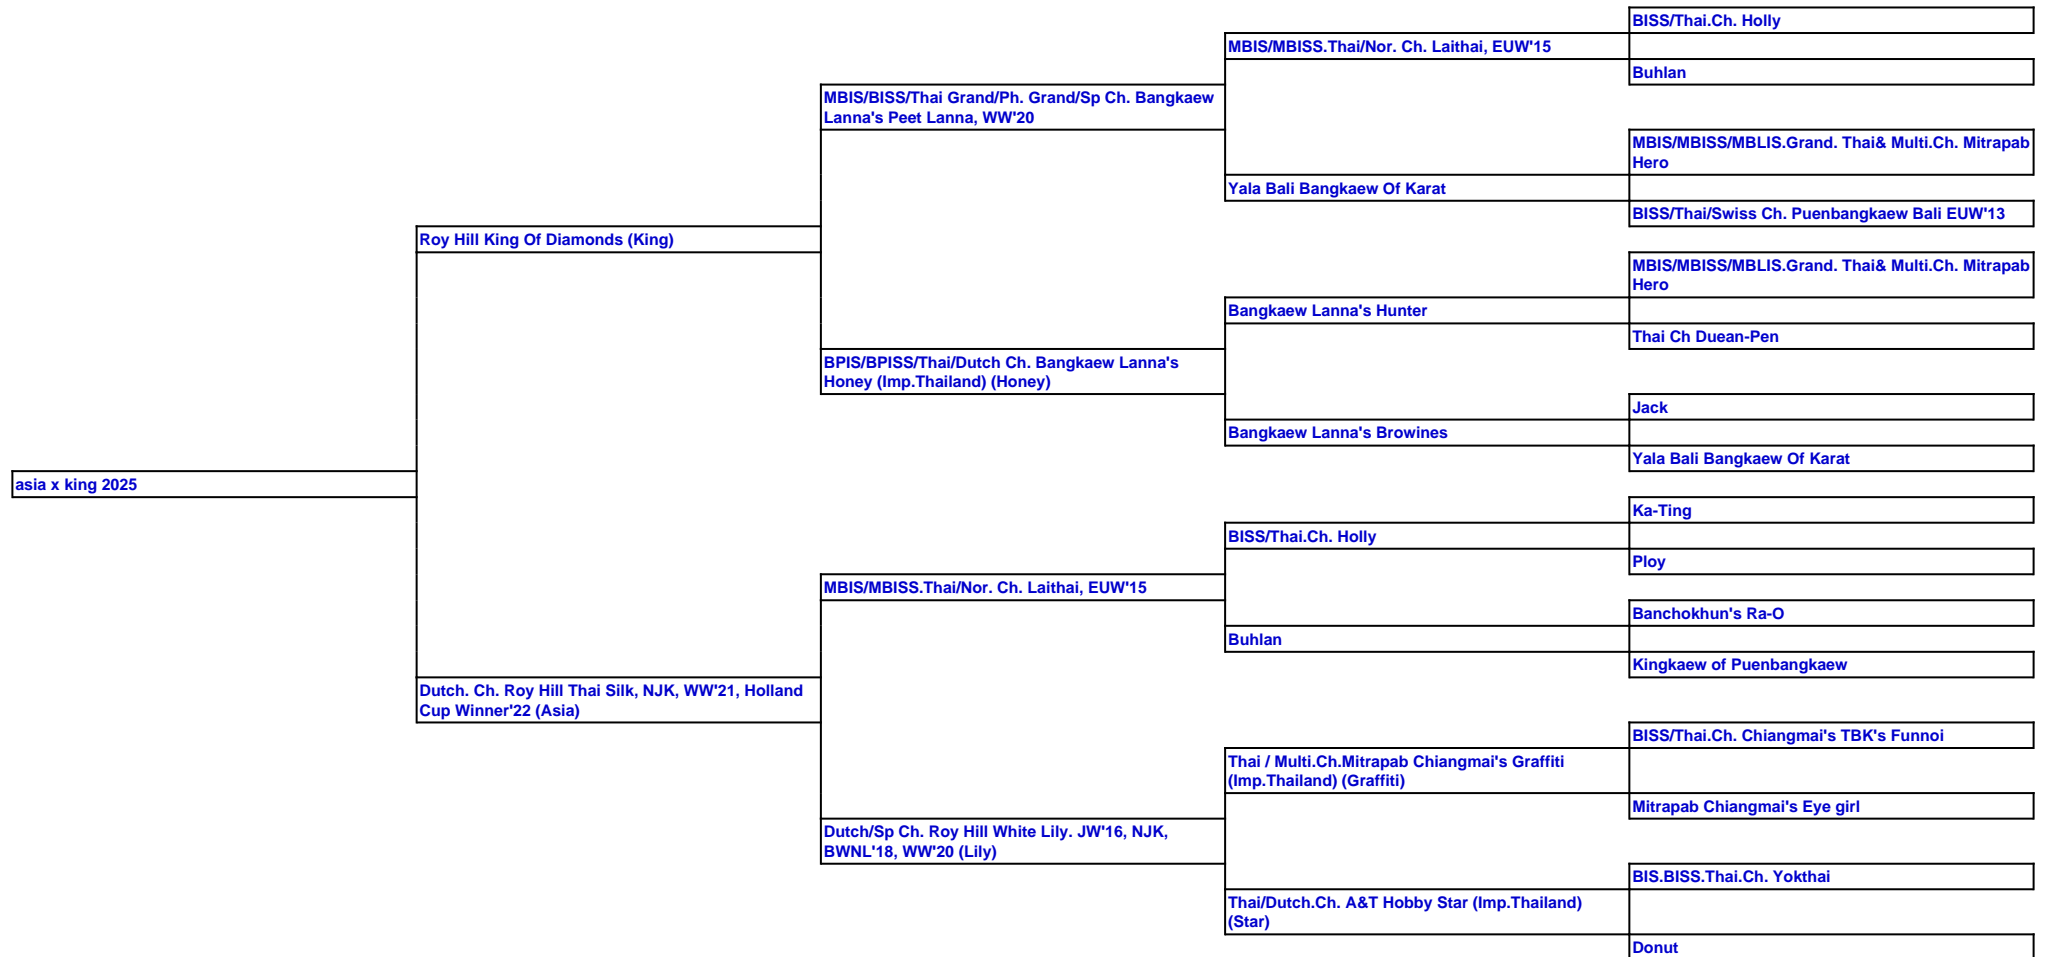 BISS/Thai.Ch. Holly
MBIS/MBISS.Thai/Nor. Ch. Laithai, EUW'15
Buhlan
MBIS/BISS/Thai Grand/Ph. Grand/Sp Ch. Bangkaew
Lanna's Peet Lanna, WW'20
MBIS/MBISS/MBLIS.Grand. Thai& Multi.Ch. Mitrapab
Hero
Yala Bali Bangkaew Of Karat
BISS/Thai/Swiss Ch. Puenbangkaew Bali EUW'13
Roy Hill King Of Diamonds (King)
MBIS/MBISS/MBLIS.Grand. Thai& Multi.Ch. Mitrapab
Hero
Bangkaew Lanna's Hunter
Thai Ch Duean-Pen
BPIS/BPISS/Thai/Dutch Ch. Bangkaew Lanna's
Honey (Imp.Thailand) (Honey)
Jack
Bangkaew Lanna's Browines
Yala Bali Bangkaew Of Karat
asia x king 2025
Ka-Ting
BISS/Thai.Ch. Holly
Ploy
MBIS/MBISS.Thai/Nor. Ch. Laithai, EUW'15
Banchokhun's Ra-O
Buhlan
Kingkaew of Puenbangkaew
Dutch. Ch. Roy Hill Thai Silk, NJK, WW'21, Holland
Cup Winner'22 (Asia)
BISS/Thai.Ch. Chiangmai's TBK's Funnoi
Thai / Multi.Ch.Mitrapab Chiangmai's Graffiti
(Imp.Thailand) (Graffiti)
Mitrapab Chiangmai's Eye girl
Dutch/Sp Ch. Roy Hill White Lily. JW'16, NJK,
BWNL'18, WW'20 (Lily)
BIS.BISS.Thai.Ch. Yokthai
Thai/Dutch.Ch. A&T Hobby Star (Imp.Thailand)
(Star)
Donut